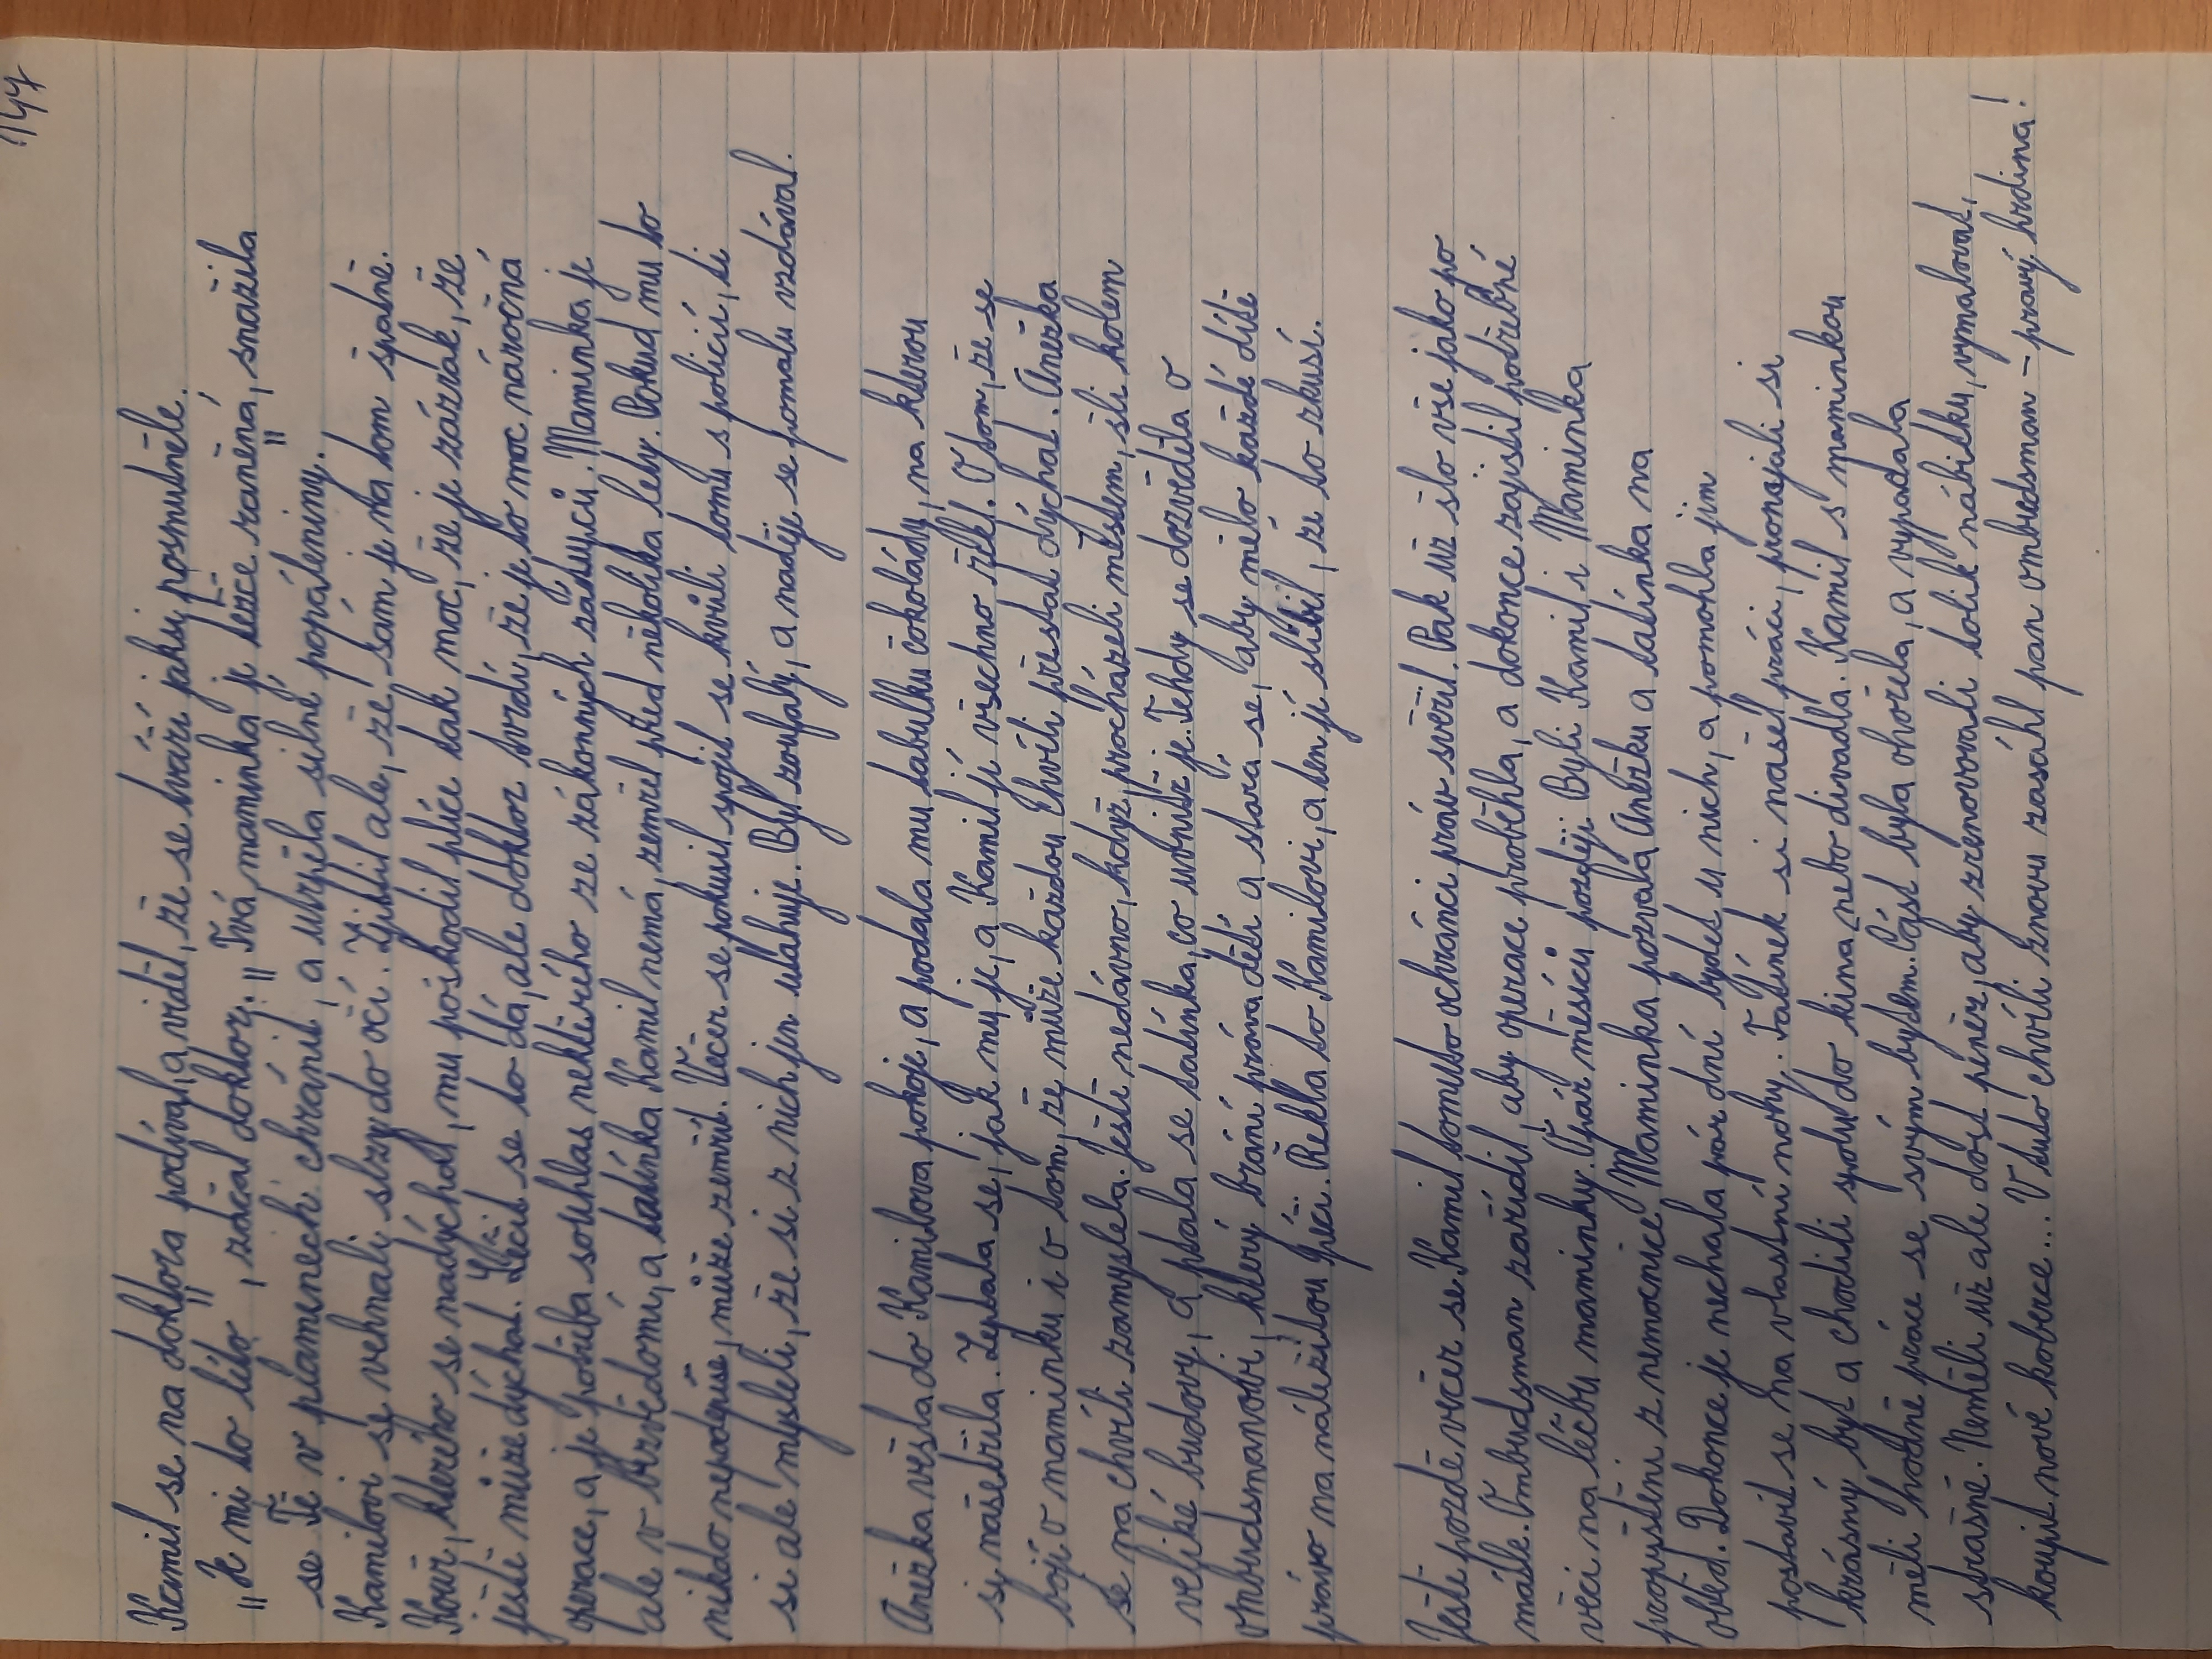 147
Kamil se na doktora podíval, a viděl, že se tváří jaksi posmutněle.
„Je mi to líto", začal doktor. „Tvá maminka je těžce raněná, snažila
se Tě v plamenech chránit, a utrpěla silné popáleniny."
Kamilovi se vehnali slzy do očí. Zjistil ale, že sám je na tom špatně.
Kouř, kterého se nadýchal, mu poškodil plíce tak moc, že je zázrak, že
ještě může dýchat. Léčit se to dá, ale doktor tvrdí, že je to moc náročná
operace, a je potřeba souhlas některého ze zákonných zástupců. Maminka je
ale v bezvědomí, a tatínka Kamil nemá, zemřel před několika lety. Pokud mu to
nikdo nepodepíše, může zemřít. Večer se pokusil spojit se kvůli tomu s policií, ti
si ale mysleli, že si z nich jen utahuje. Byl zoufalý, a naděje se pomalu vzdával.
Anežka vešla do Kamilova pokoje, a podala mu tabulku čokolády, na kterou
si našetřila. Zeptala se, jak mu je, a Kamil jí všechno řekl. O tom, že se
bojí o maminku i o tom, že může každou chvíli přestat dýchat. Anežka
se na chvíli zamyslela. Ještě nedávno, když procházeli městem, šli kolem
veliké budovy, a ptala se tatínka, co uvnitř je. Tehdy se dozvěděla o
ombudsmanovi, který brání práva dětí a stará se, aby mělo každé dítě
právo na náležitou péči. Řekla to Kamilovi, a ten jí slíbil, že to zkusí.
Ještě pozdě večer se Kamil tomuto ochránci práv svěřil. Pak už šlo vše jako po
másle. Ombudsman zařídil, aby operace proběhla, a dokonce zajistil potřebné
věci na léčbu maminky. O pár měsíců později Byli Kamil i Maminka
propuštěni z nemocnice. Maminka pozvala Anežku a tatínka na
oběd. Dokonce je nechala pár dní bydlet u nich, a pomohla jim
postavit se na vlastní nohy. Tatínek si našel práci, pronajali si
krásný byt a chodili spolu do kina nebo divadla. Kamil s maminkou
měli hodně práce se svým bytem. Část byla ohořela, a vypadala
strašně. Neměli už ale dost peněz, aby zrenovovali tolik nábitku, vymalovat,
koupit nové koberce... V tuto chvíli znovu zasáhl pan ombudsman – pravý hrdina!